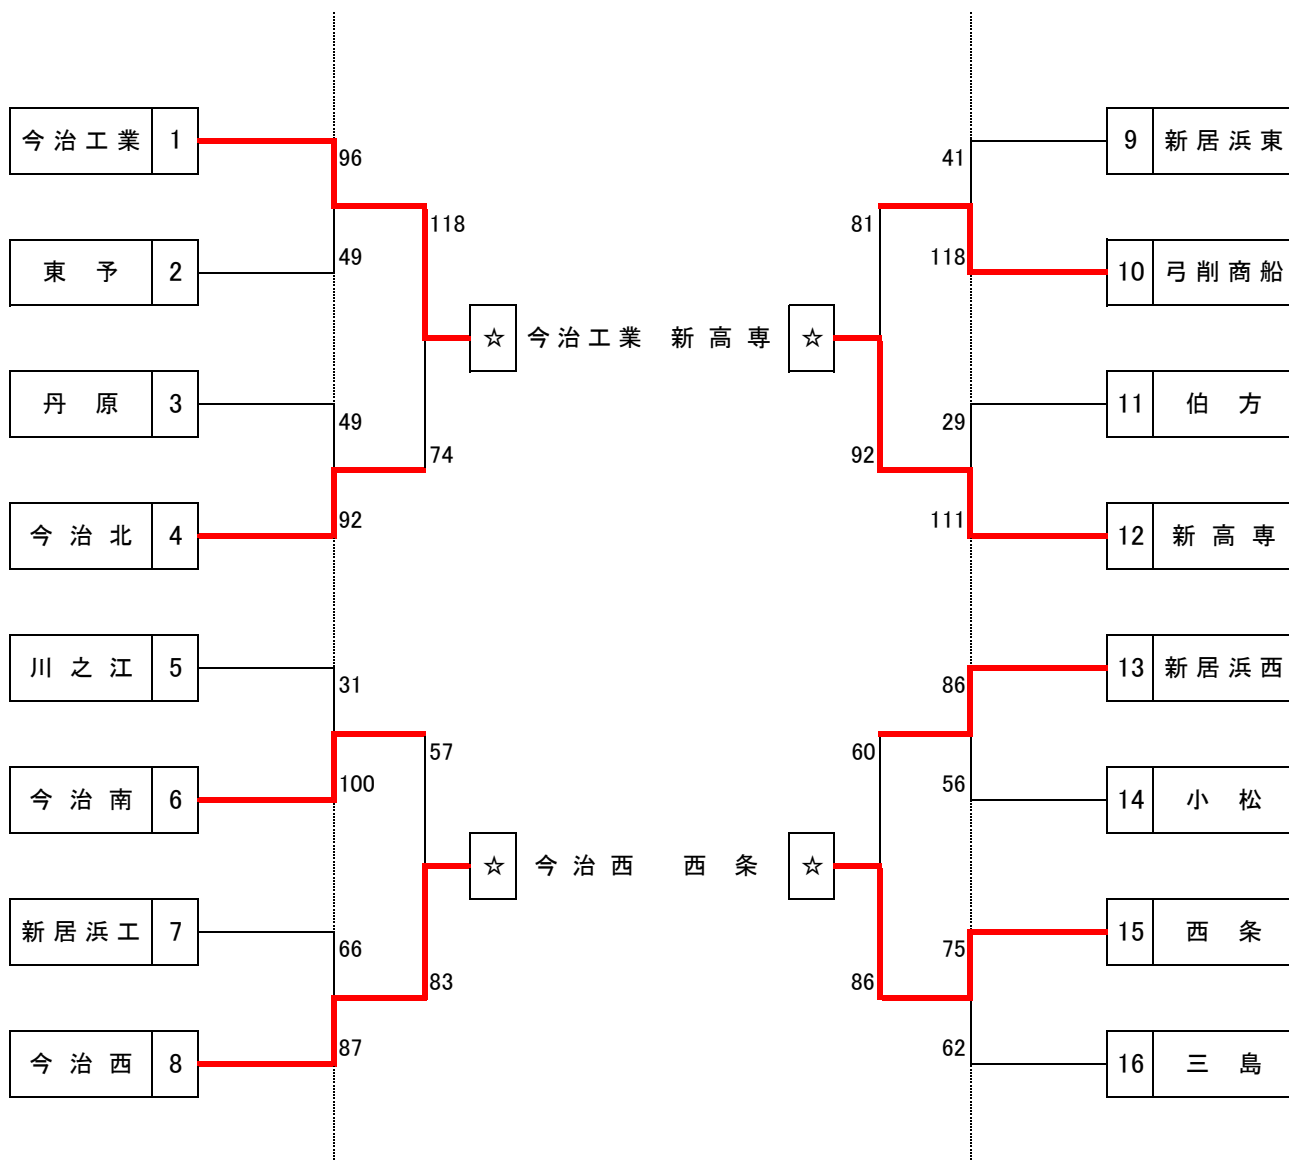 今治工業 1
96
41
9 新居浜東
118
81
東予 2
49
118
10 弓削商船
☆ 今治工業 新高専 ☆
丹原 3
49
29
11 伯方
74
92
今治北 4
92
111
12 新高専
川之江 5
31
86
13 新居浜西
57
60
今治南 6
100
56
14 小松
☆ 今治西 西条 ☆
新居浜工 7
66
75
15 西条
83
86
今治西 8
87
62
16 三島